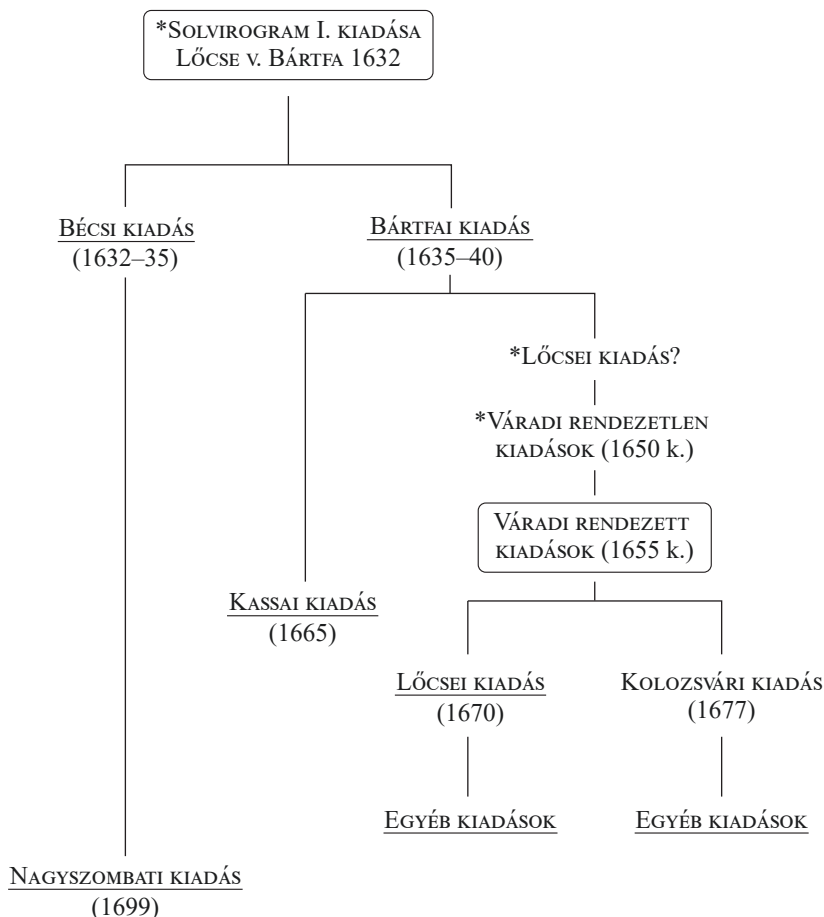 *Solvirogram I. kiadása
Lőcse v. Bártfa 1632
Bécsi kiadás
(1632–35)
Bártfai kiadás
(1635–40)
*Lőcsei kiadás?
*Váradi rendezetlen
kiadások (1650 k.)
Váradi rendezett
kiadások (1655 k.)
Kassai kiadás
(1665)
Lőcsei kiadás
(1670)
Kolozsvári kiadás
(1677)
Egyéb kiadások
Egyéb kiadások
Nagyszombati kiadás
(1699)